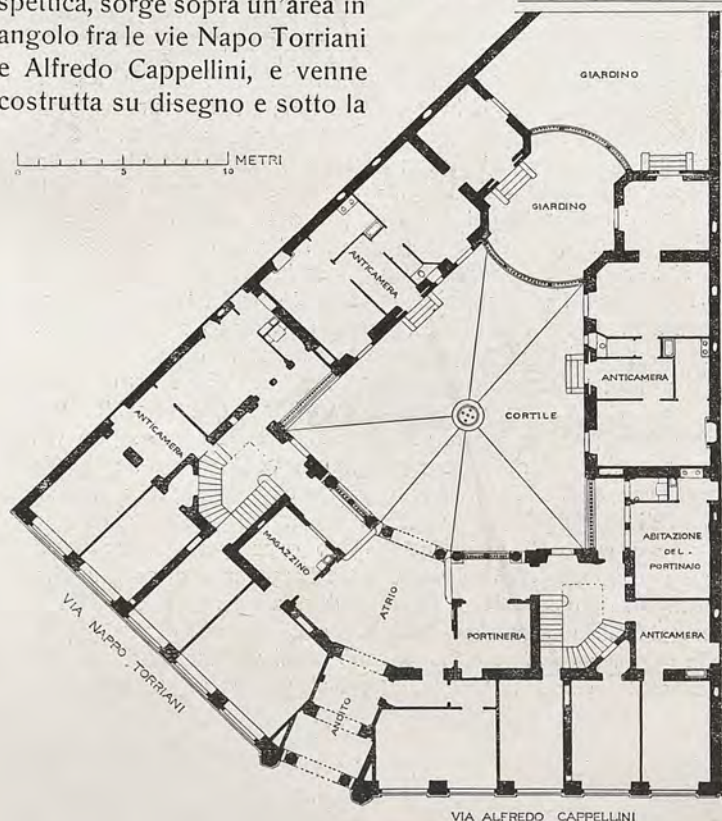 spettica, sorge sopra un'area in
angolo fra le vie Napo Torriani
e Alfredo Cappellini, e venne
costrutta su disegno e sotto la
0 5 10 METRI
GIARDINO
GIARDINO
ANTICAMERA
ANTICAMERA
CORTILE
ANTICAMERA
MAGAZZINO
ABITAZIONE
DEL
PORTINAIO
ATRIO
PORTINERIA
ANTICAMERA
VIA NAPPO TORRIANI
ANDITO
VIA ALFREDO CAPPELLINI